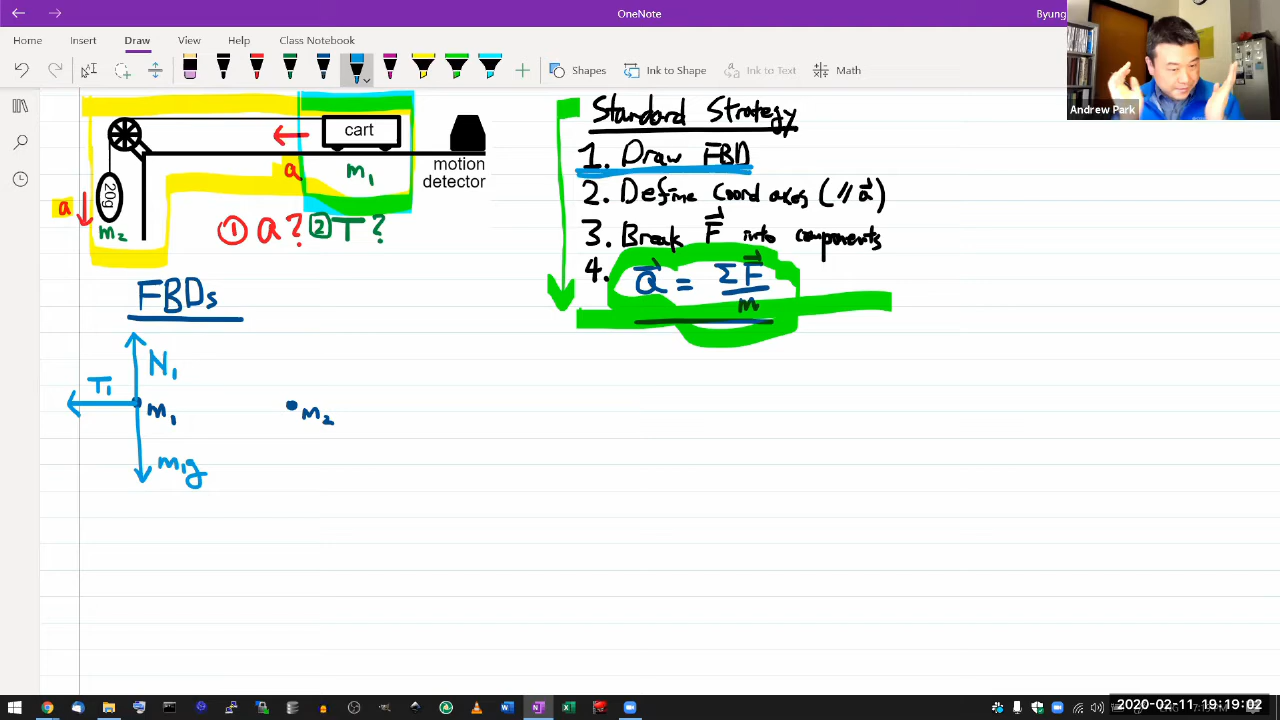 OneNote
Byung
Home Insert Draw View Help Class Notebook
Shapes Ink to Shape Ink to Text Math
cart
motion
detector
20g
a
a
m₁
m₂
① a? ② T?
Standard Strategy
1. Draw FBD
2. Define Coord axes (// a⃗)
3. Break F⃗ into components
4. a⃗ = ΣF⃗ / m
FBDs
N₁
T₁
m₁
m₁g
m₂
Andrew Park
2020-02-11 19:19:02